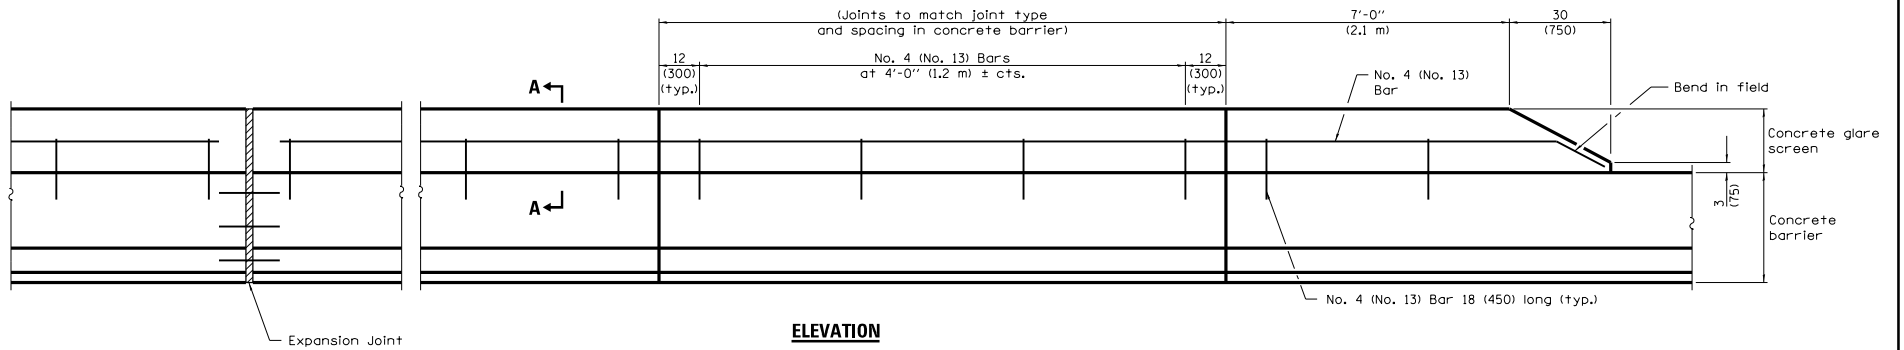 (Joints to match joint type
and spacing in concrete barrier)
7'-0"
(2.1 m)
30
(750)
12
(300)
(typ.)
No. 4 (No. 13) Bars
at 4'-0" (1.2 m) ± cts.
12
(300)
(typ.)
No. 4 (No. 13)
Bar
Bend in field
A
Concrete glare
screen
3
(75)
A
Concrete
barrier
No. 4 (No. 13) Bar 18 (450) long (typ.)
Expansion Joint
ELEVATION